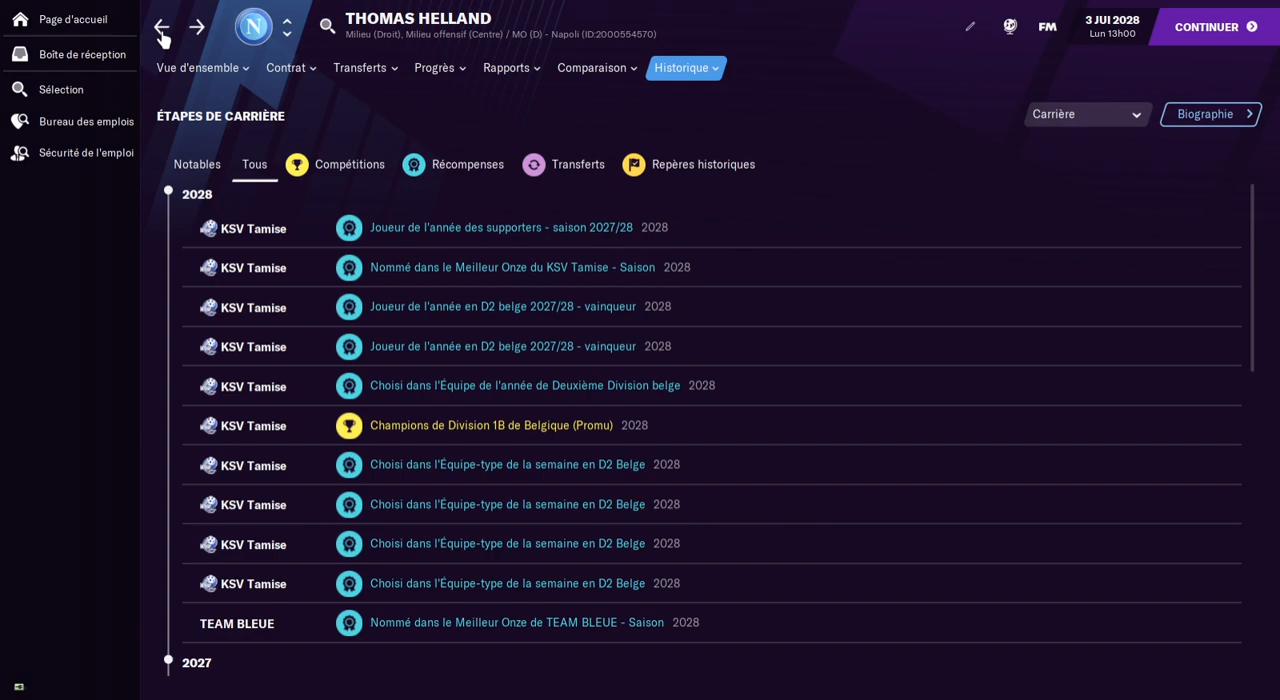 Page d'accueil
Boîte de réception
Sélection
Bureau des emplois
Sécurité de l'emploi
N
THOMAS HELLAND
Milieu (Droit), Milieu offensif (Centre) / MO (D) - Napoli (ID:2000554570)
FM
3 JUI 2028
Lun 13h00
CONTINUER
Vue d'ensemble
Contrat
Transferts
Progrès
Rapports
Comparaison
Historique
ÉTAPES DE CARRIÈRE
Carrière
Biographie
Notables
Tous
Compétitions
Récompenses
Transferts
Repères historiques
2028
KSV Tamise Joueur de l'année des supporters - saison 2027/28 2028
KSV Tamise Nommé dans le Meilleur Onze du KSV Tamise - Saison 2028
KSV Tamise Joueur de l'année en D2 belge 2027/28 - vainqueur 2028
KSV Tamise Joueur de l'année en D2 belge 2027/28 - vainqueur 2028
KSV Tamise Choisi dans l'Équipe de l'année de Deuxième Division belge 2028
KSV Tamise Champions de Division 1B de Belgique (Promu) 2028
KSV Tamise Choisi dans l'Équipe-type de la semaine en D2 Belge 2028
KSV Tamise Choisi dans l'Équipe-type de la semaine en D2 Belge 2028
KSV Tamise Choisi dans l'Équipe-type de la semaine en D2 Belge 2028
KSV Tamise Choisi dans l'Équipe-type de la semaine en D2 Belge 2028
TEAM BLEUE Nommé dans le Meilleur Onze de TEAM BLEUE - Saison 2028
2027